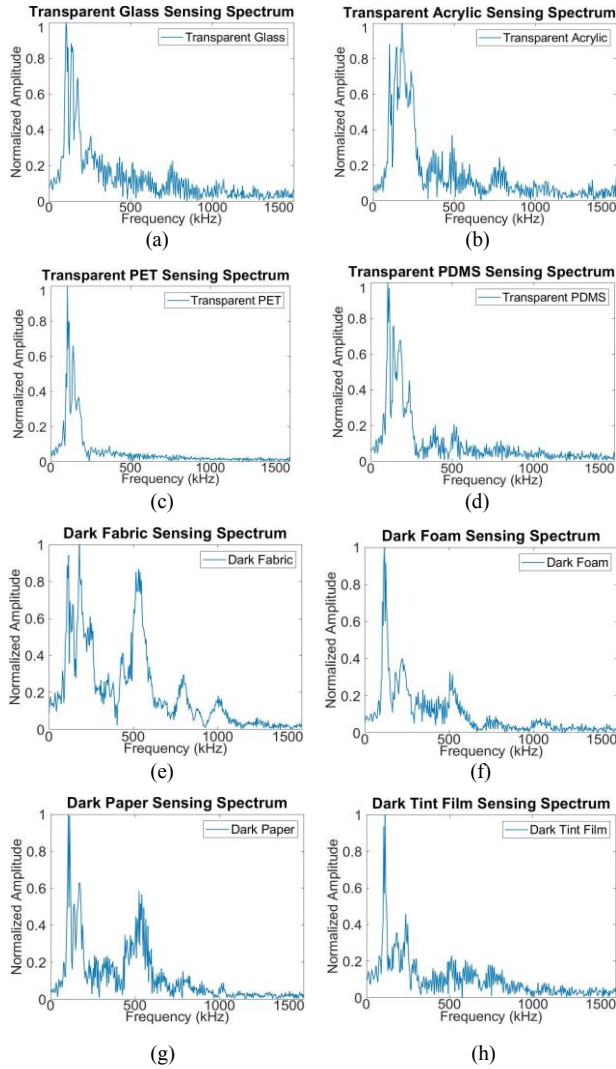 Transparent Glass Sensing Spectrum
Transparent Glass
Normalized Amplitude
1
0.8
0.6
0.4
0.2
0
0 500 1000 1500
Frequency (kHz)
(a)
Transparent Acrylic Sensing Spectrum
Transparent Acrylic
Normalized Amplitude
1
0.8
0.6
0.4
0.2
0
0 500 1000 1500
Frequency (kHz)
(b)
Transparent PET Sensing Spectrum
Transparent PET
Normalized Amplitude
1
0.8
0.6
0.4
0.2
0
0 500 1000 1500
Frequency (kHz)
(c)
Transparent PDMS Sensing Spectrum
Transparent PDMS
Normalized Amplitude
1
0.8
0.6
0.4
0.2
0
0 500 1000 1500
Frequency (kHz)
(d)
Dark Fabric Sensing Spectrum
Dark Fabric
Normalized Amplitude
1
0.8
0.6
0.4
0.2
0
0 500 1000 1500
Frequency (kHz)
(e)
Dark Foam Sensing Spectrum
Dark Foam
Normalized Amplitude
1
0.8
0.6
0.4
0.2
0
0 500 1000 1500
Frequency (kHz)
(f)
Dark Paper Sensing Spectrum
Dark Paper
Normalized Amplitude
1
0.8
0.6
0.4
0.2
0
0 500 1000 1500
Frequency (kHz)
(g)
Dark Tint Film Sensing Spectrum
Dark Tint Film
Normalized Amplitude
1
0.8
0.6
0.4
0.2
0
0 500 1000 1500
Frequency (kHz)
(h)